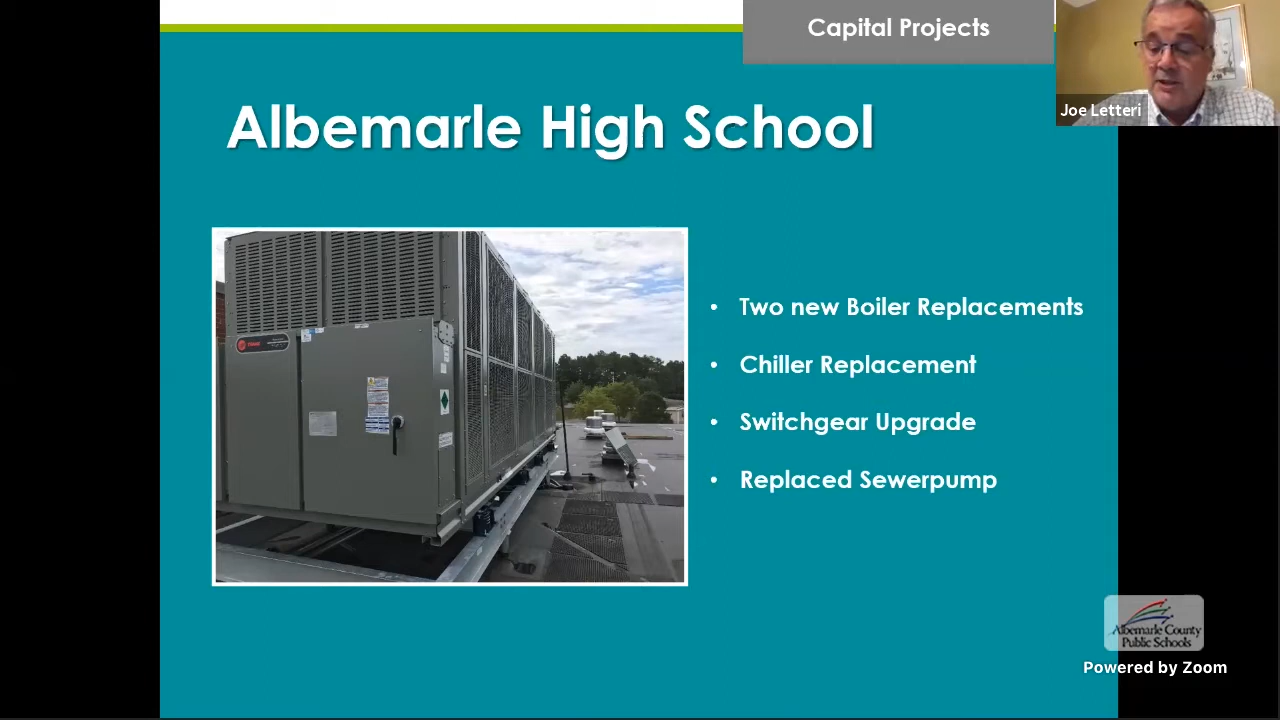 Capital Projects
Joe Letteri
Albemarle High School
TRANE
• Two new Boiler Replacements
• Chiller Replacement
• Switchgear Upgrade
• Replaced Sewerpump
Albemarle County
Public Schools
Powered by Zoom